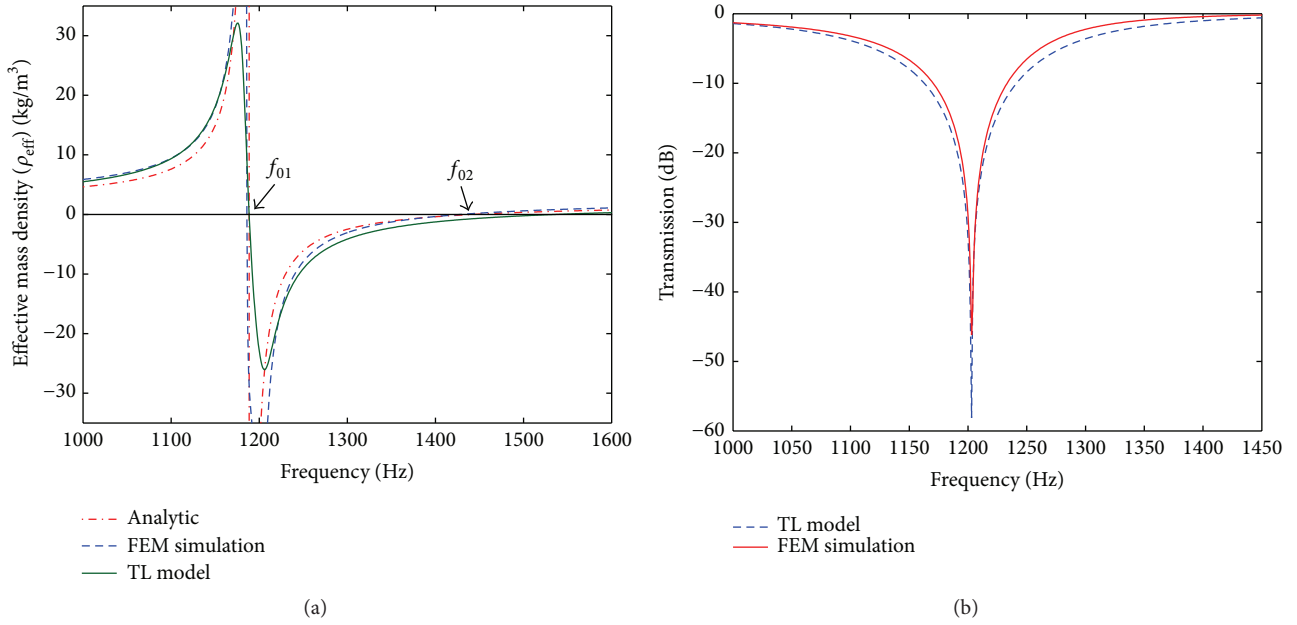 Effective mass density (ρeff) (kg/m³)
30
20
10
0
−10
−20
−30
f01
f02
1000 1100 1200 1300 1400 1500 1600
Frequency (Hz)
Analytic
FEM simulation
TL model
(a)
Transmission (dB)
0
−10
−20
−30
−40
−50
−60
1000 1050 1100 1150 1200 1250 1300 1350 1400 1450
Frequency (Hz)
TL model
FEM simulation
(b)